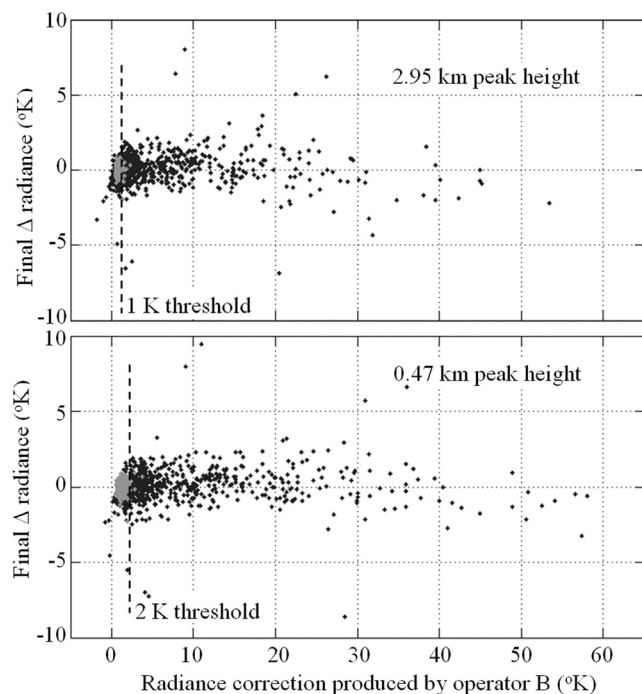 10
2.95 km peak height
5
Final Δ radiance (°K)
0
-5
1 K threshold
-10
10
0.47 km peak height
5
Final Δ radiance (°K)
0
-5
2 K threshold
-10
0 10 20 30 40 50 60
Radiance correction produced by operator B (°K)